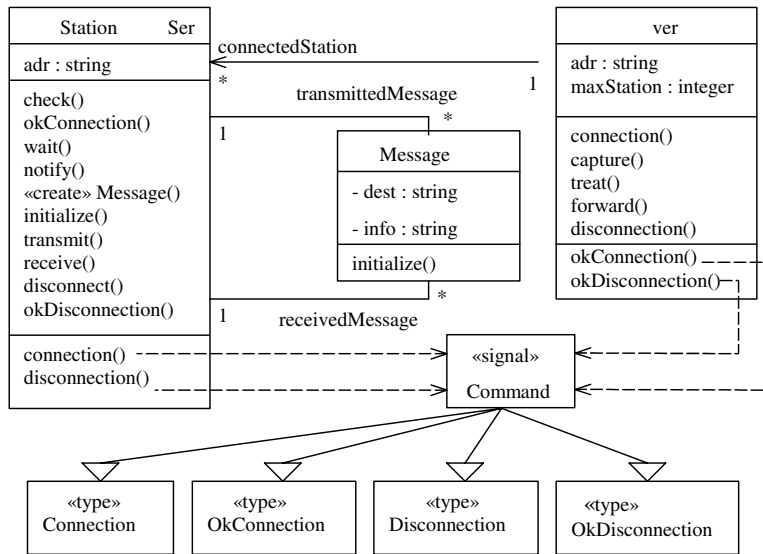 Station Ser
adr : string
check()
okConnection()
wait()
notify()
«create» Message()
initialize()
transmit()
receive()
disconnect()
okDisconnection()
connection()
disconnection()
connectedStation
*
1
transmittedMessage
1
*
Message
- dest : string
- info : string
initialize()
1
*
receivedMessage
ver
adr : string
maxStation : integer
connection()
capture()
treat()
forward()
disconnection()
okConnection()
okDisconnection()
«signal»
Command
«type»
Connection
«type»
OkConnection
«type»
Disconnection
«type»
OkDisconnection